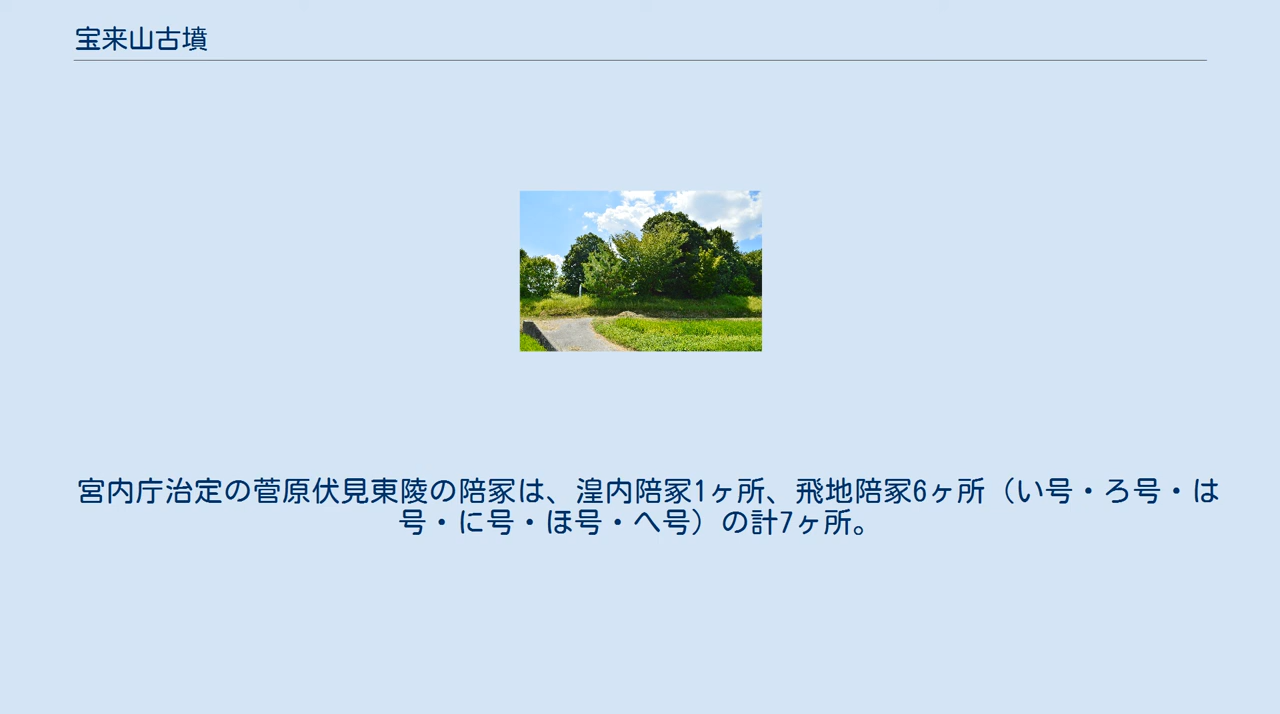 宝来山古墳
宮内庁治定の菅原伏見東陵の陪冢は、湟内陪冢1ヶ所、飛地陪冢6ヶ所（い号・ろ号・は
号・に号・ほ号・へ号）の計7ヶ所。